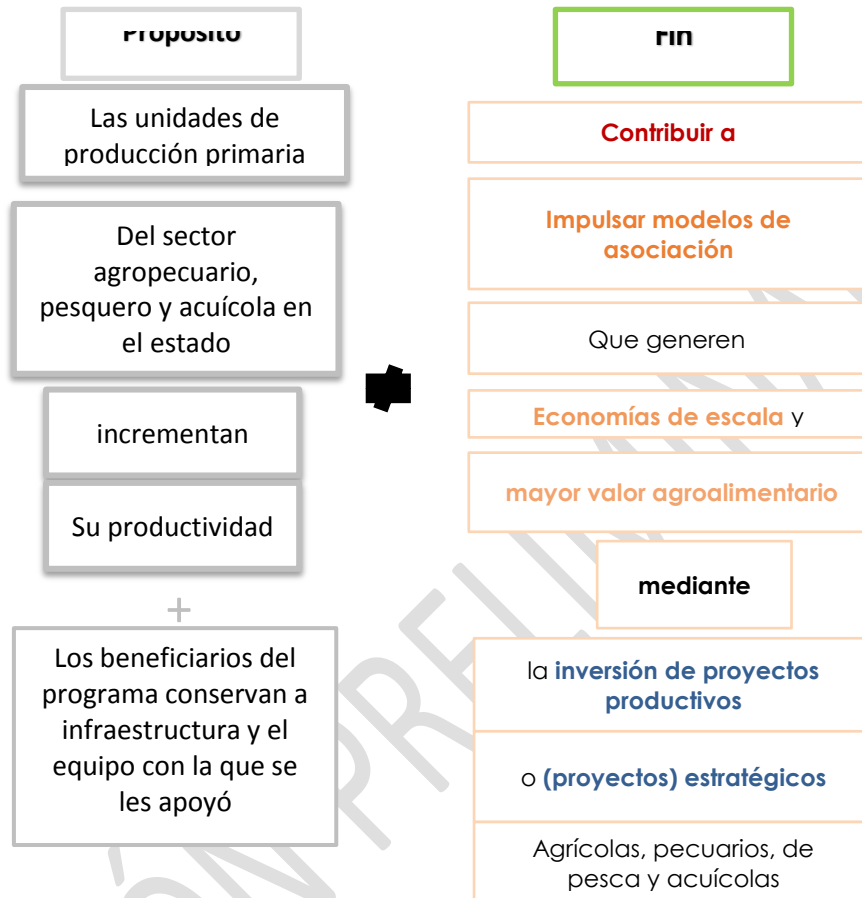 Propósito
Las unidades de
producción primaria
Del sector
agropecuario,
pesquero y acuícola en
el estado
incrementan
Su productividad
+
Los beneficiarios del
programa conservan a
infraestructura y el
equipo con la que se
les apoyó
Fin
Contribuir a
Impulsar modelos de
asociación
Que generen
Economías de escala y
mayor valor agroalimentario
mediante
la inversión de proyectos
productivos
o (proyectos) estratégicos
Agrícolas, pecuarios, de
pesca y acuícolas